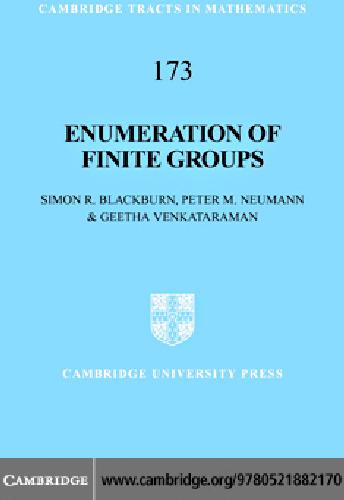 CAMBRIDGE TRACTS IN MATHEMATICS
173
ENUMERATION OF
FINITE GROUPS
SIMON R. BLACKBURN, PETER M. NEUMANN
& GEETHA VENKATARAMAN
CAMBRIDGE UNIVERSITY PRESS
CAMBRIDGE www.cambridge.org/9780521882170